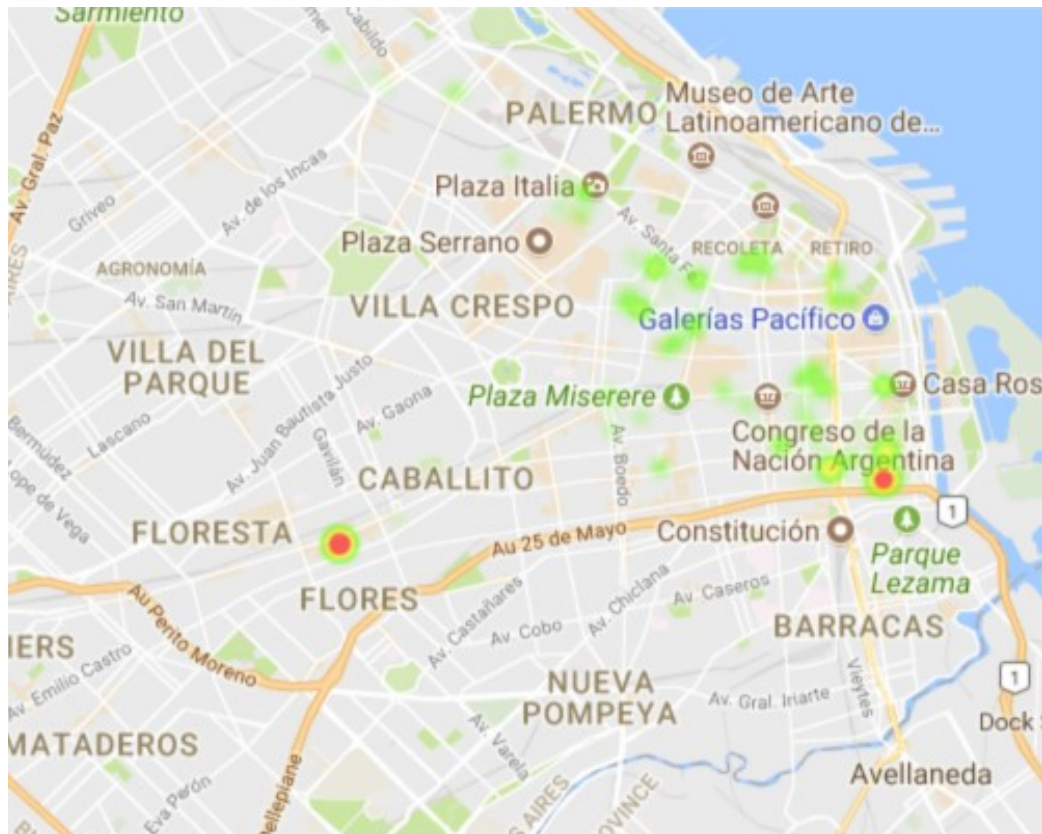 Sarmiento
Cabildo
Av. Gral. Paz
PALERMO
Museo de Arte
Latinoamericano de...
Av. de los Incas
Plaza Italia
Griveo
Av. Santa Fe
Plaza Serrano
RECOLETA
RETIRO
AGRONOMÍA
Av. San Martín
VILLA CRESPO
Galerías Pacífico
VILLA DEL
PARQUE
Av. Juan Bautista Justo
Av. Gaona
Plaza Miserere
Casa Ros
Bermúdez
Lascano
Gavilán
Av. Boedo
Congreso de la
Nación Argentina
Lope de Vega
CABALLITO
1
FLORESTA
Au 25 de Mayo
Constitución
Parque
Lezama
FLORES
Av. Castañares
Av. Chiclana
Av. Caseros
Au Perito Moreno
Av. Cobo
BARRACAS
IERS
Av. Emilio Castro
NUEVA
POMPEYA
Av. Gral. Iriarte
Vieytes
1
Dock S
MATADEROS
Av. Varela
Avellaneda
Eva Perón
Dellepiane
OVINCE